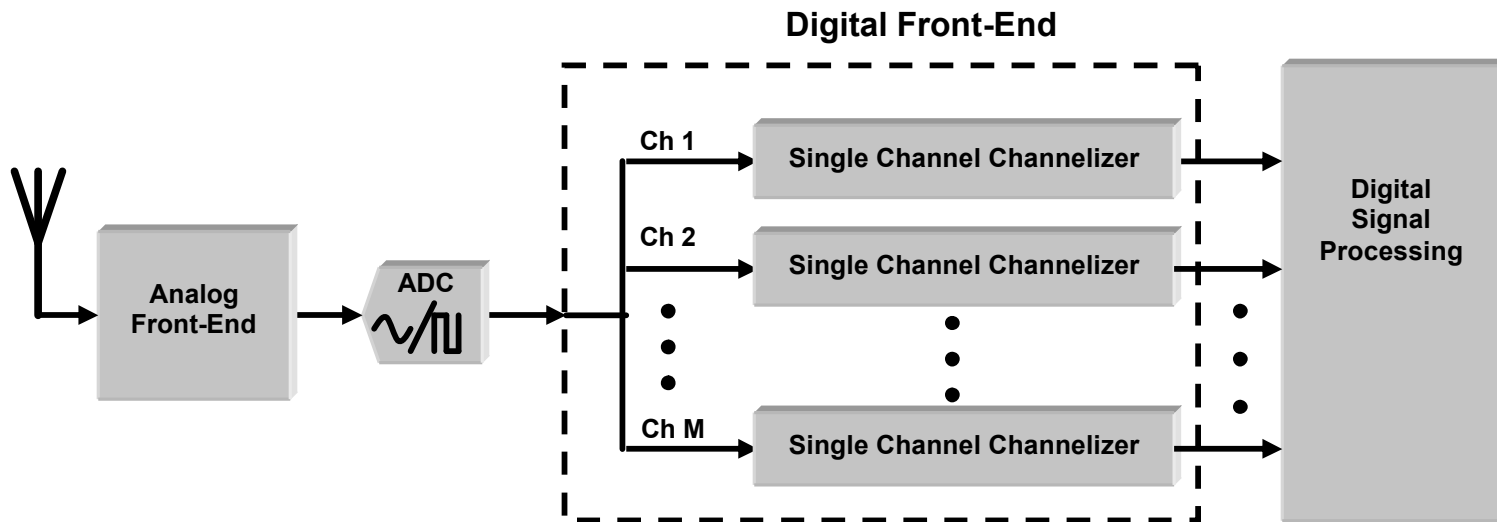 Digital Front-End
Ch 1
Single Channel Channelizer
Ch 2
Single Channel Channelizer
Ch M
Single Channel Channelizer
Analog
Front-End
ADC
Digital
Signal
Processing